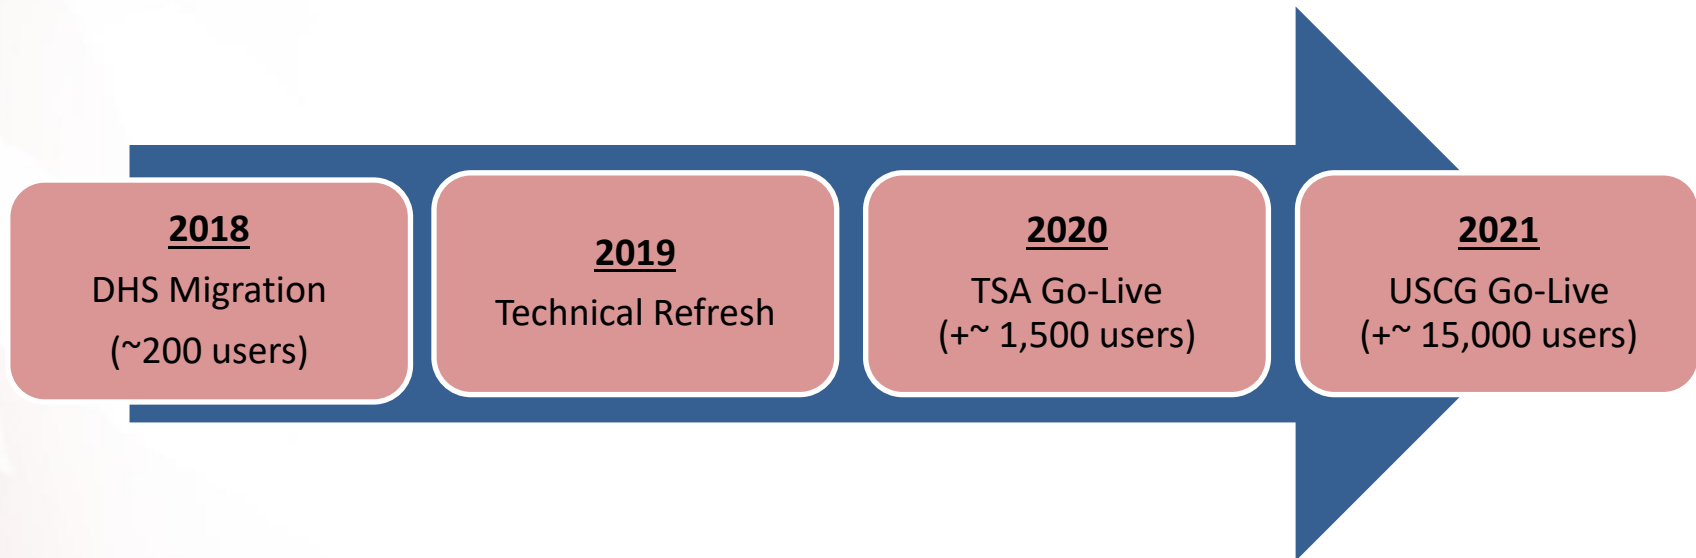 2018
DHS Migration
(~200 users)
2019
Technical Refresh
2020
TSA Go-Live
(+~ 1,500 users)
2021
USCG Go-Live
(+~ 15,000 users)